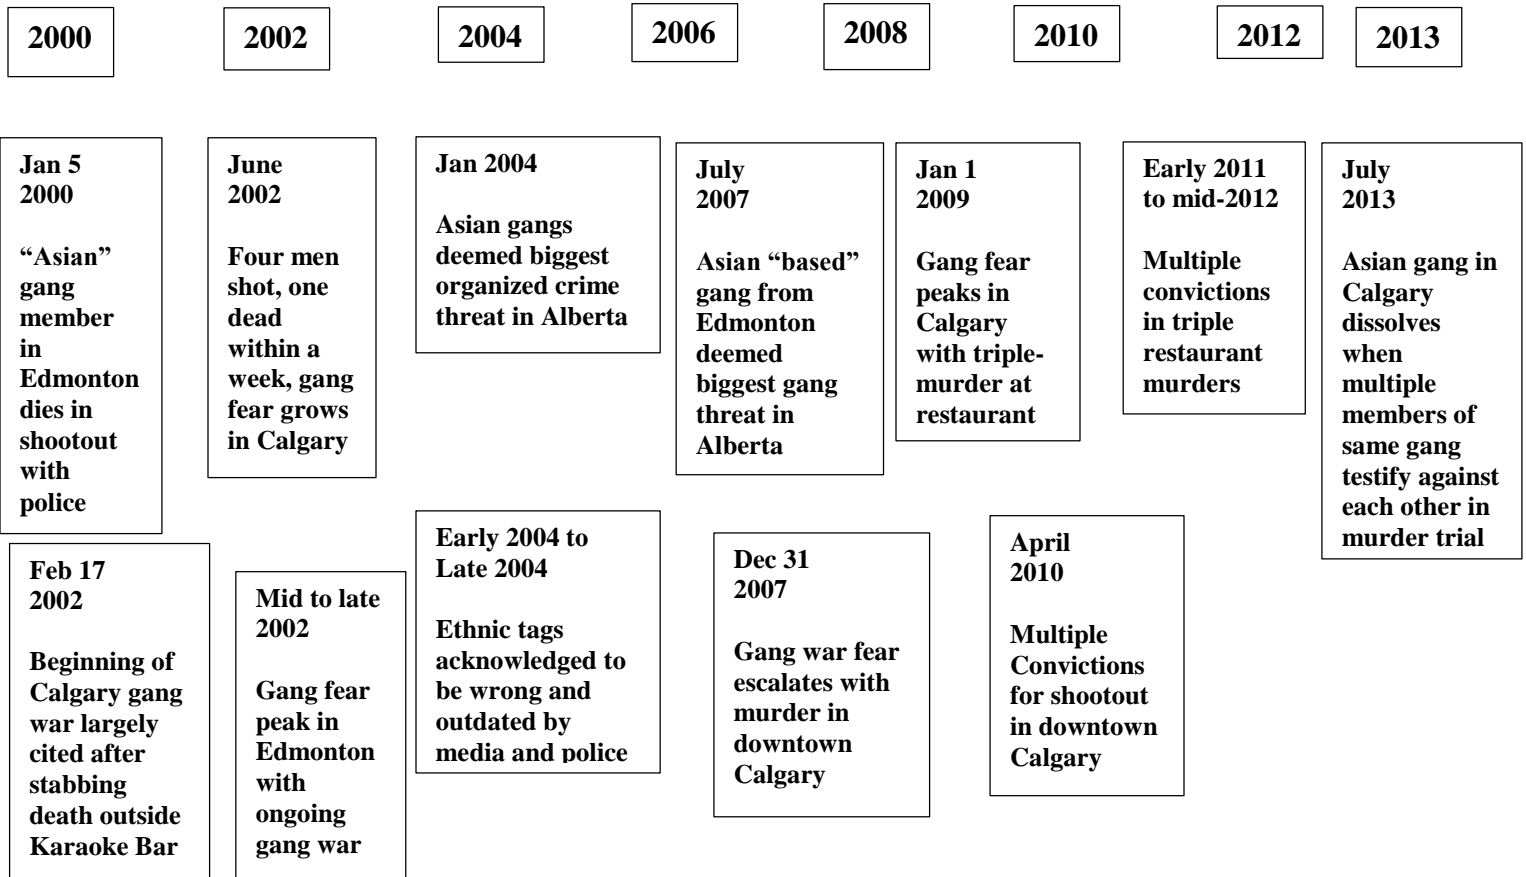 2000
2002
2004
2006
2008
2010
2012
2013
Jan 5
2000
“Asian”
gang
member
in
Edmonton
dies in
shootout
with
police
June
2002
Four men
shot, one
dead
within a
week, gang
fear grows
in Calgary
Jan 2004
Asian gangs
deemed biggest
organized crime
threat in Alberta
July
2007
Asian “based”
gang from
Edmonton
deemed
biggest gang
threat in
Alberta
Jan 1
2009
Gang fear
peaks in
Calgary
with triple-
murder at
restaurant
Early 2011
to mid-2012
Multiple
convictions
in triple
restaurant
murders
July
2013
Asian gang in
Calgary
dissolves
when
multiple
members of
same gang
testify against
each other in
murder trial
Feb 17
2002
Beginning of
Calgary gang
war largely
cited after
stabbing
death outside
Karaoke Bar
Mid to late
2002
Gang fear
peak in
Edmonton
with
ongoing
gang war
Early 2004 to
Late 2004
Ethnic tags
acknowledged to
be wrong and
outdated by
media and police
Dec 31
2007
Gang war fear
escalates with
murder in
downtown
Calgary
April
2010
Multiple
Convictions
for shootout
in downtown
Calgary